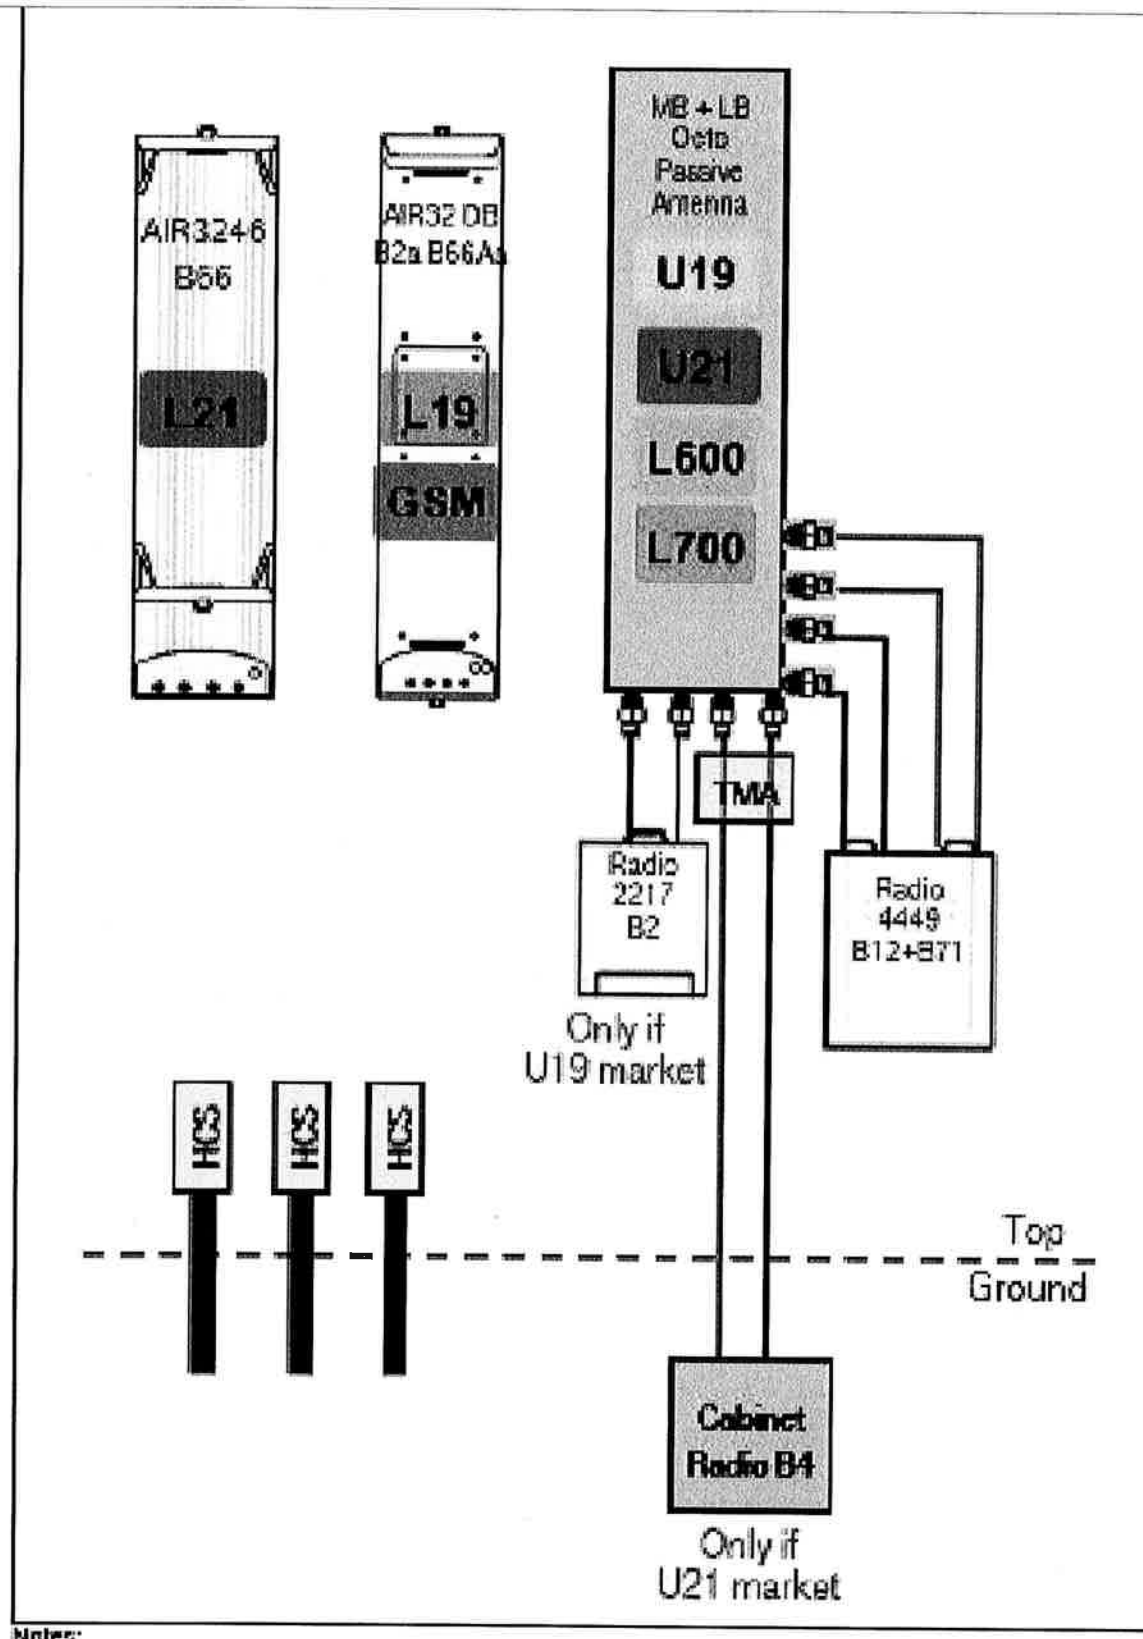 AIR3246
B66
L21
AIR32 DB
B2a B66Aa
L19
GSM
MB + LB
Octo
Passive
Antenna
U19
U21
L600
L700
TMA
Radio
2217
B2
Only if
U19 market
Radio
4449
B12+B71
HCS
HCS
HCS
Top
Ground
Cabinet
Radio B4
Only if
U21 market
Notes: